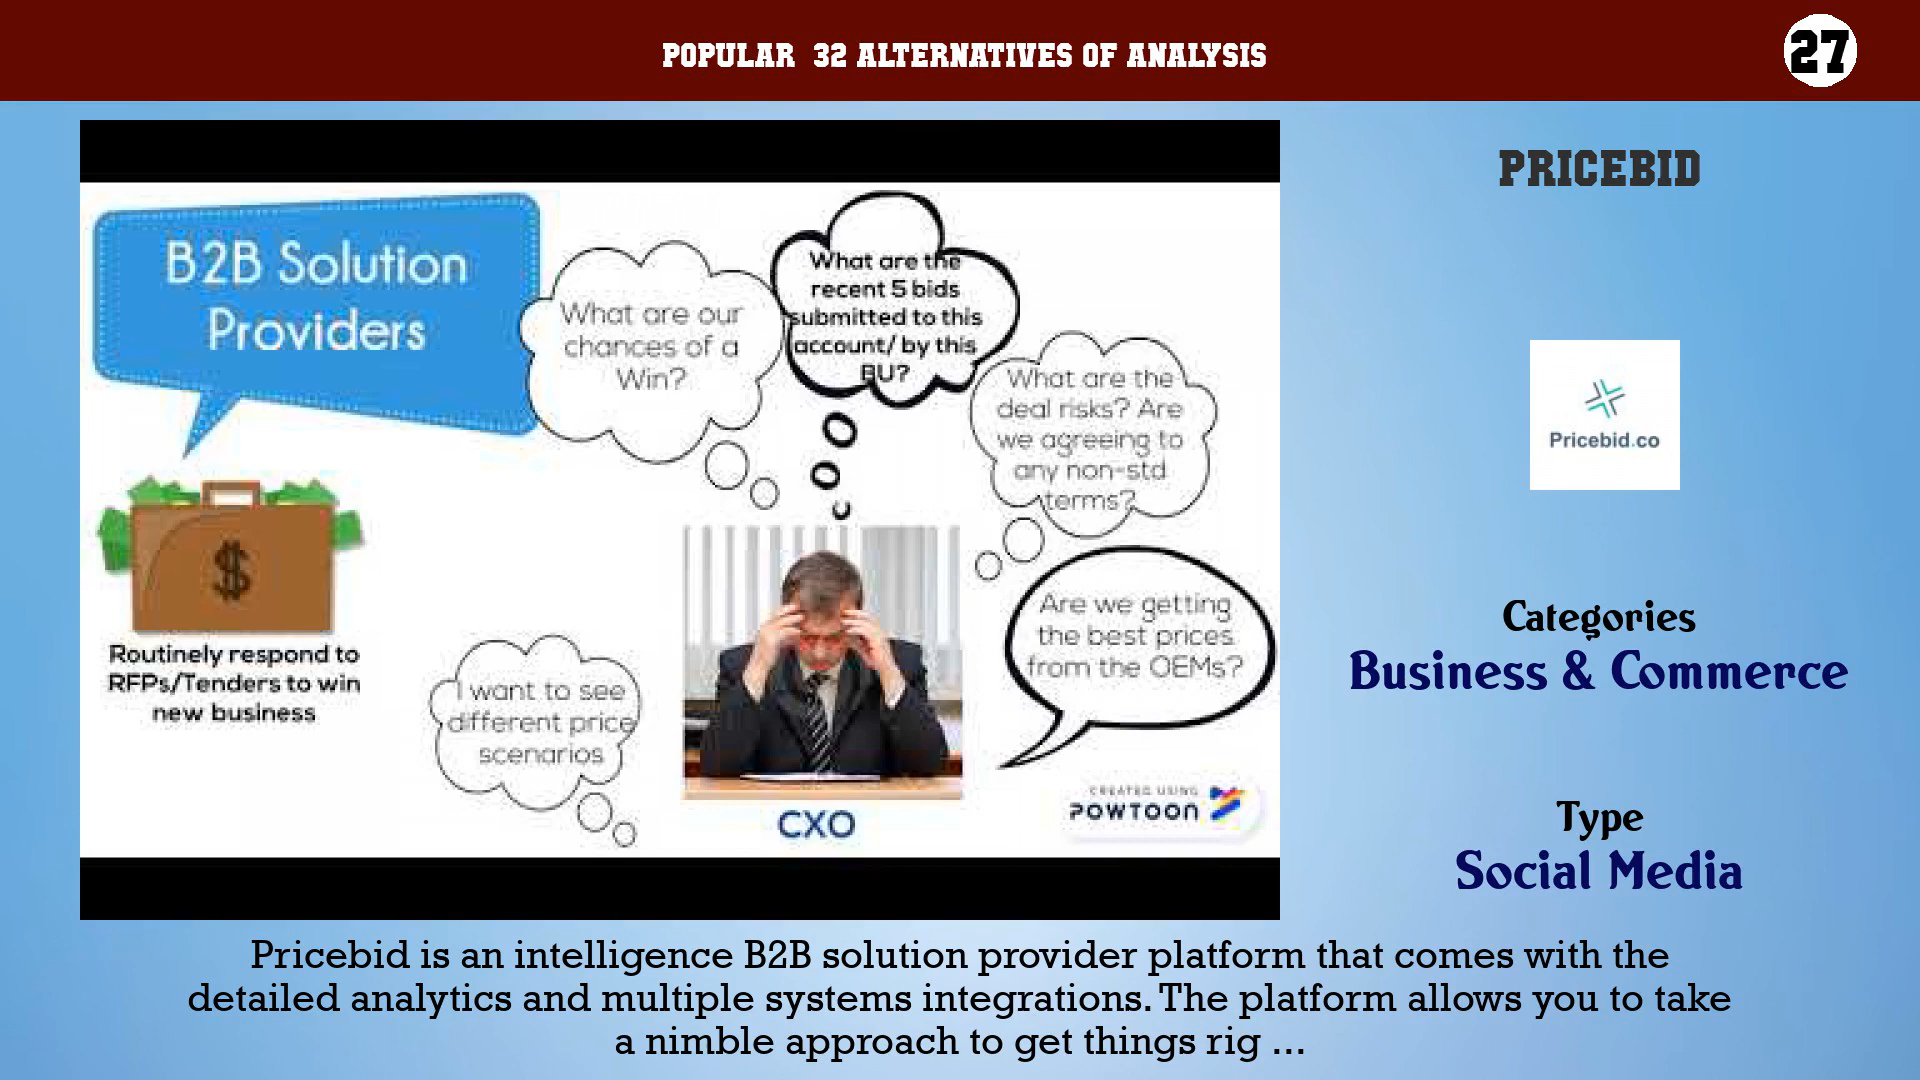 POPULAR 32 ALTERNATIVES OF ANALYSIS
27
B2B Solution
Providers
What are our
chances of a
Win?
What are the
recent 5 bids
submitted to this
account/ by this
BU?
What are the
deal risks? Are
we agreeing to
any non-std
terms?
Are we getting
the best prices
from the OEMs?
$
Routinely respond to
RFPs/Tenders to win
new business
I want to see
different price
scenarios
CXO
CREATED USING
POWTOON
PRICEBID
Pricebid.co
Categories
Business & Commerce
Type
Social Media
Pricebid is an intelligence B2B solution provider platform that comes with the
detailed analytics and multiple systems integrations. The platform allows you to take
a nimble approach to get things rig ...